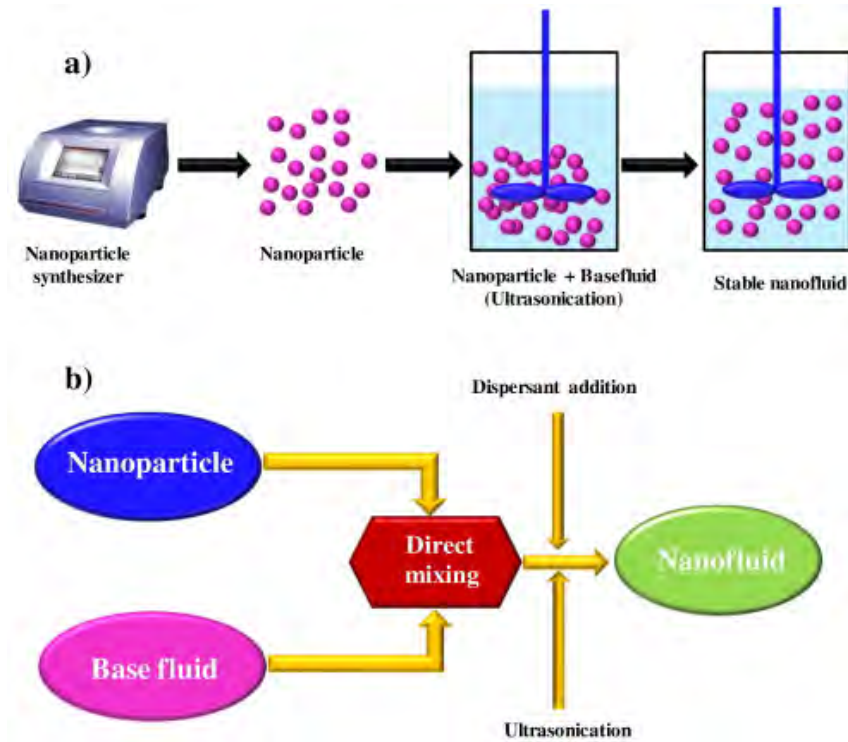 a)
Nanoparticle
synthesizer
Nanoparticle
Nanoparticle + Basefluid
(Ultrasonication)
Stable nanofluid
b)
Dispersant addition
Nanoparticle
Direct
mixing
Nanofluid
Base fluid
Ultrasonication